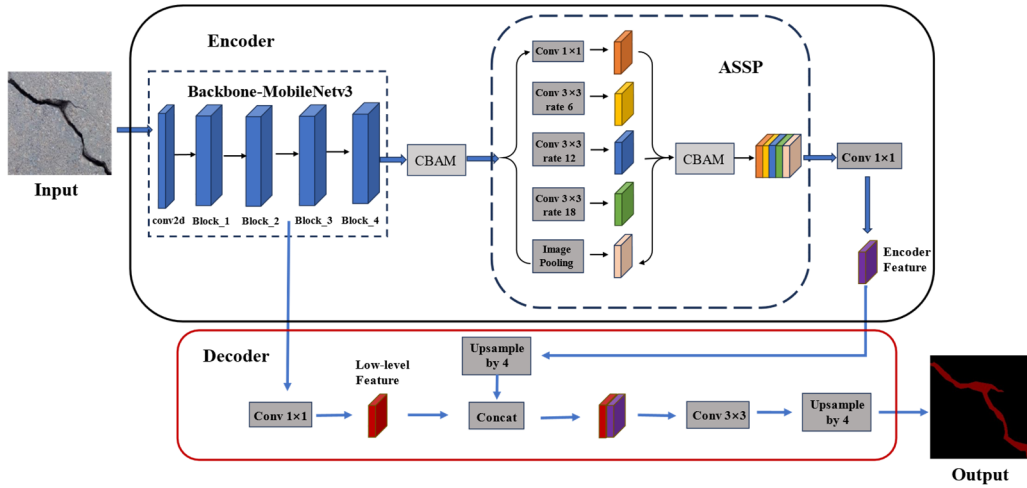 Encoder
Input
Backbone-MobileNetv3
conv2d
Block_1
Block_2
Block_3
Block_4
CBAM
ASSP
Conv 1×1
Conv 3×3
rate 6
Conv 3×3
rate 12
Conv 3×3
rate 18
Image
Pooling
CBAM
Conv 1×1
Encoder
Feature
Decoder
Conv 1×1
Low-level
Feature
Upsample
by 4
Concat
Conv 3×3
Upsample
by 4
Output